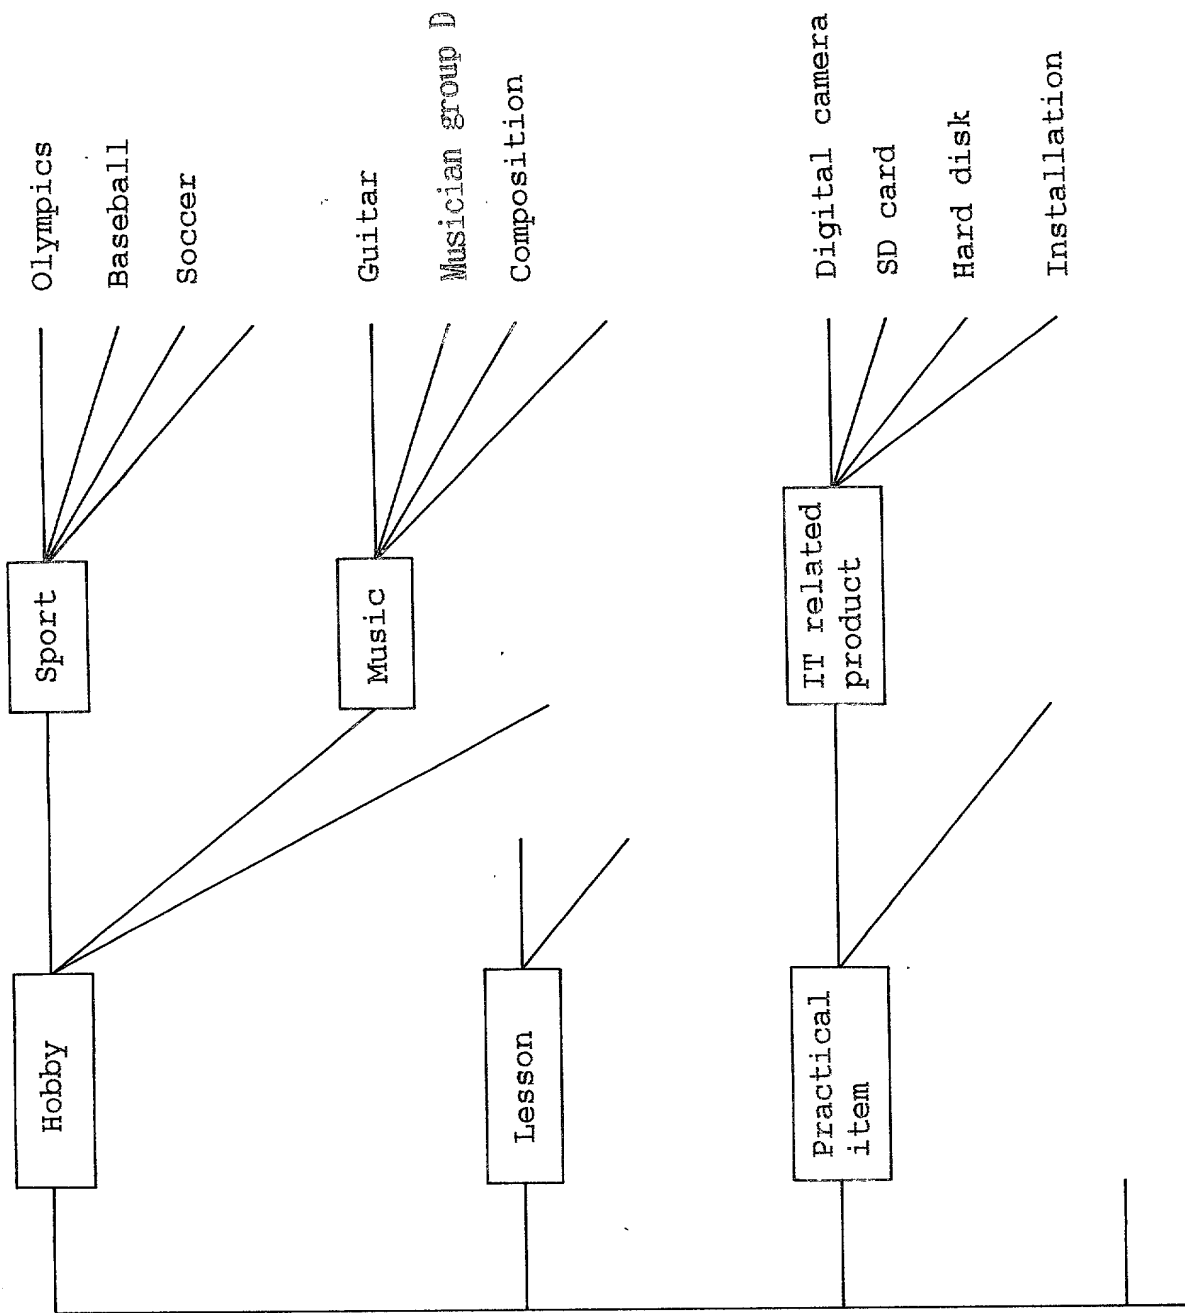 Hobby
Sport
Olympics
Baseball
Soccer
Music
Guitar
Musician group D
Composition
Lesson
Practical
item
IT related
product
Digital camera
SD card
Hard disk
Installation